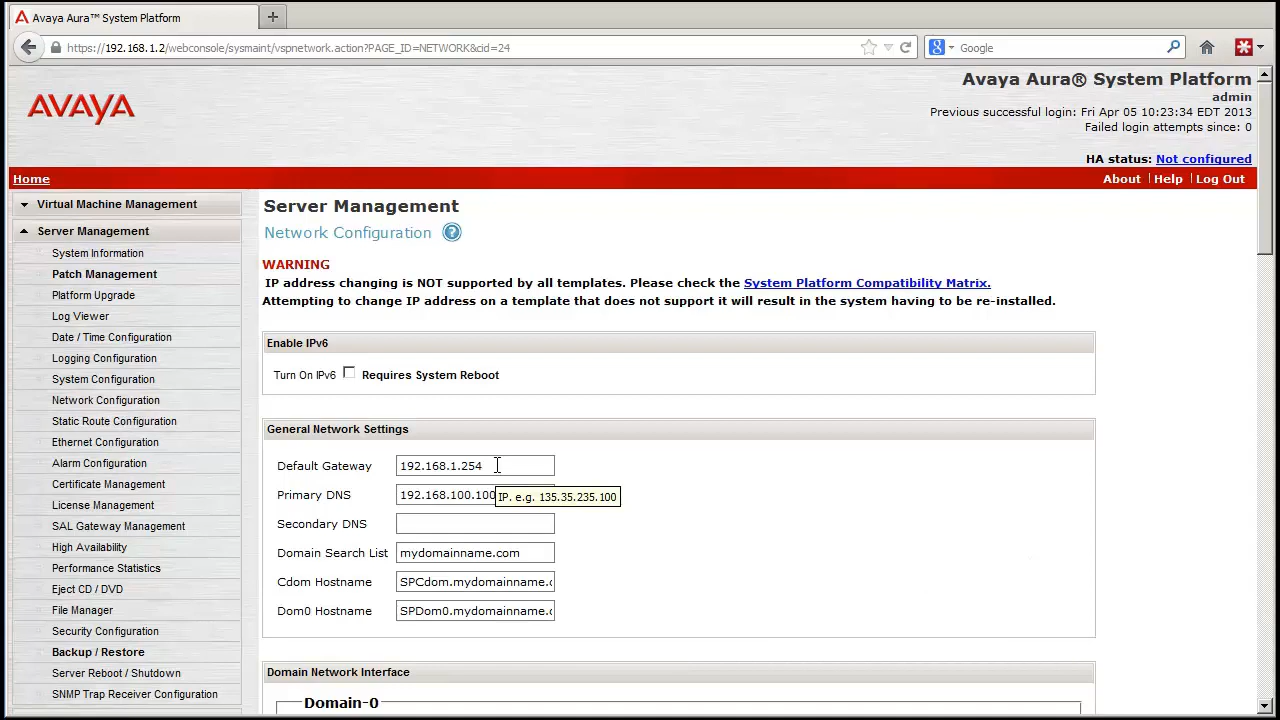 Avaya Aura™ System Platform
https://192.168.1.2/webconsole/sysmaint/vspnetwork.action?PAGE_ID=NETWORK&cid=24
Google
AVAYA
Avaya Aura® System Platform
admin
Previous successful login: Fri Apr 05 10:23:34 EDT 2013
Failed login attempts since: 0
HA status: Not configured
Home
About | Help | Log Out
Virtual Machine Management
Server Management
System Information
Patch Management
Platform Upgrade
Log Viewer
Date / Time Configuration
Logging Configuration
System Configuration
Network Configuration
Static Route Configuration
Ethernet Configuration
Alarm Configuration
Certificate Management
License Management
SAL Gateway Management
High Availability
Performance Statistics
Eject CD / DVD
File Manager
Security Configuration
Backup / Restore
Server Reboot / Shutdown
SNMP Trap Receiver Configuration
Server Management
Network Configuration ?
WARNING
IP address changing is NOT supported by all templates. Please check the System Platform Compatibility Matrix.
Attempting to change IP address on a template that does not support it will result in the system having to be re-installed.
Enable IPv6
Turn On IPv6 Requires System Reboot
General Network Settings
Default Gateway 192.168.1.254
Primary DNS 192.168.100.100
IP. e.g. 135.35.235.100
Secondary DNS
Domain Search List mydomainname.com
Cdom Hostname SPCdom.mydomainname.c
Dom0 Hostname SPDom0.mydomainname.c
Domain Network Interface
Domain-0